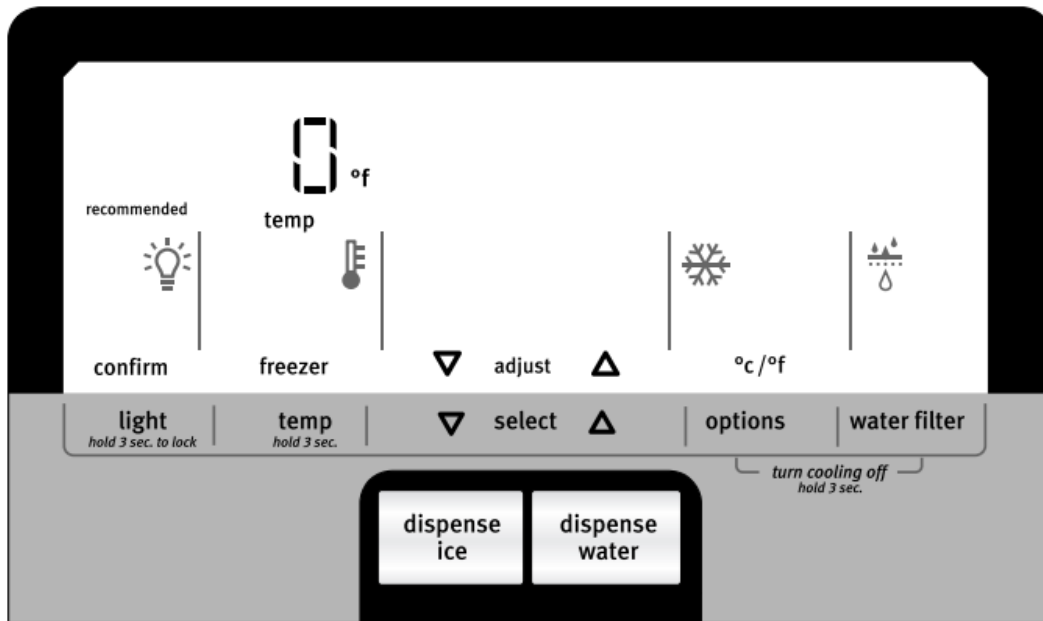 0 °f
recommended
temp
confirm
freezer
▽ adjust △
°c/°f
light
hold 3 sec. to lock
temp
hold 3 sec.
▽ select △
options
water filter
turn cooling off
hold 3 sec.
dispense
ice
dispense
water